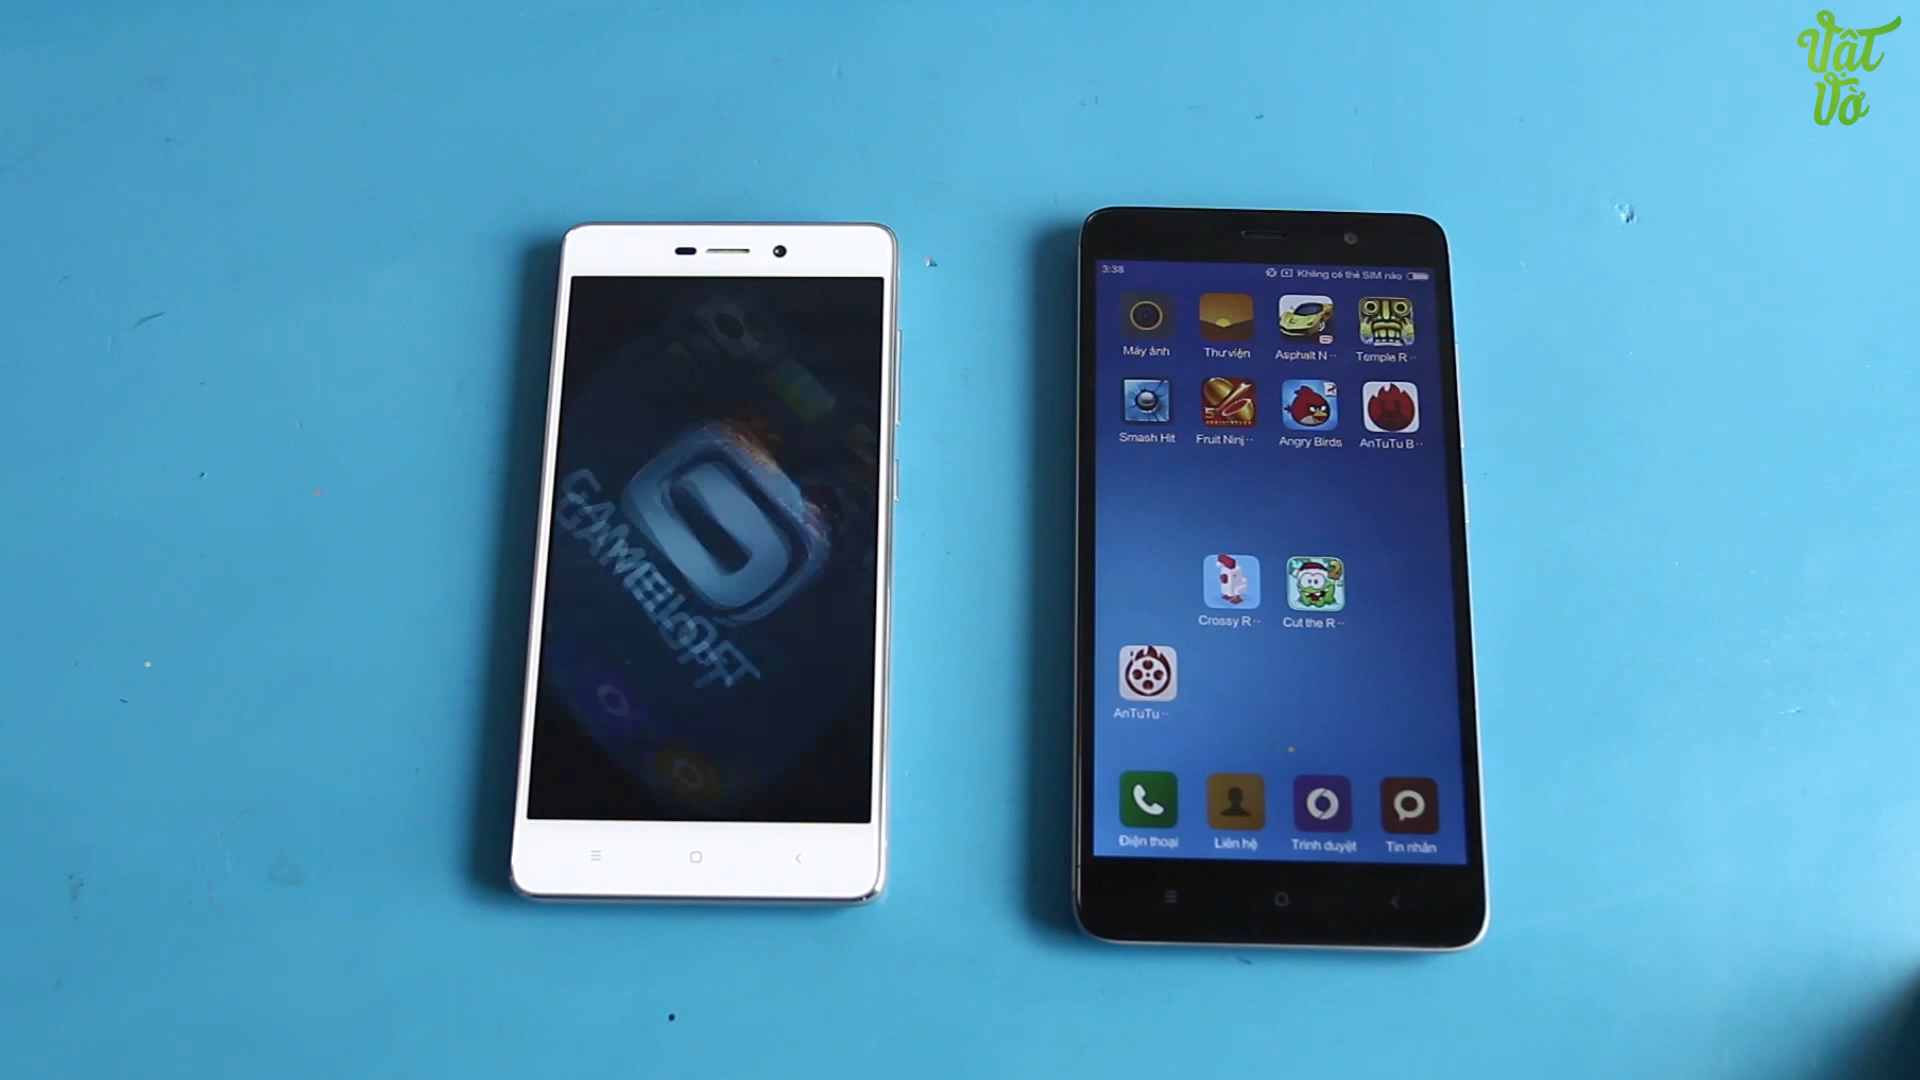 Vật
Vờ
3:38 Không có thẻ SIM nào
Máy ảnh Thư viện Asphalt N·· Temple R··
Smash Hit Fruit Ninj·· Angry Birds AnTuTu B··
GAMELOFT
Crossy R·· Cut the R··
AnTuTu··
Điện thoại Liên hệ Trình duyệt Tin nhắn